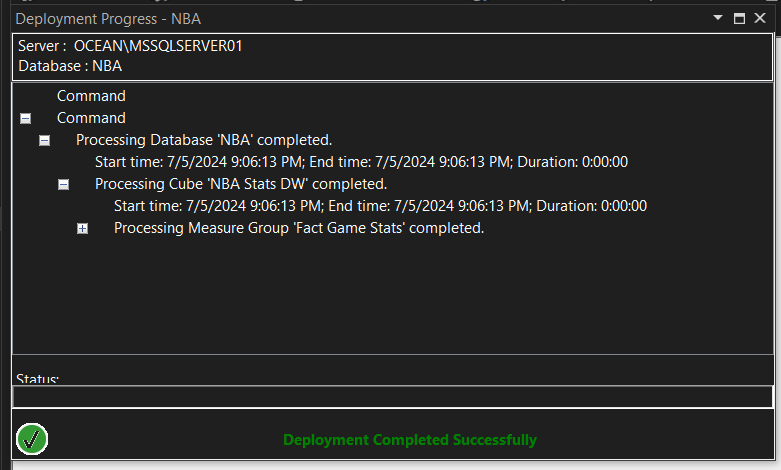 Deployment Progress - NBA
Server : OCEAN\MSSQLSERVER01
Database : NBA
Command
Command
Processing Database 'NBA' completed.
Start time: 7/5/2024 9:06:13 PM; End time: 7/5/2024 9:06:13 PM; Duration: 0:00:00
Processing Cube 'NBA Stats DW' completed.
Start time: 7/5/2024 9:06:13 PM; End time: 7/5/2024 9:06:13 PM; Duration: 0:00:00
Processing Measure Group 'Fact Game Stats' completed.
Status:
Deployment Completed Successfully